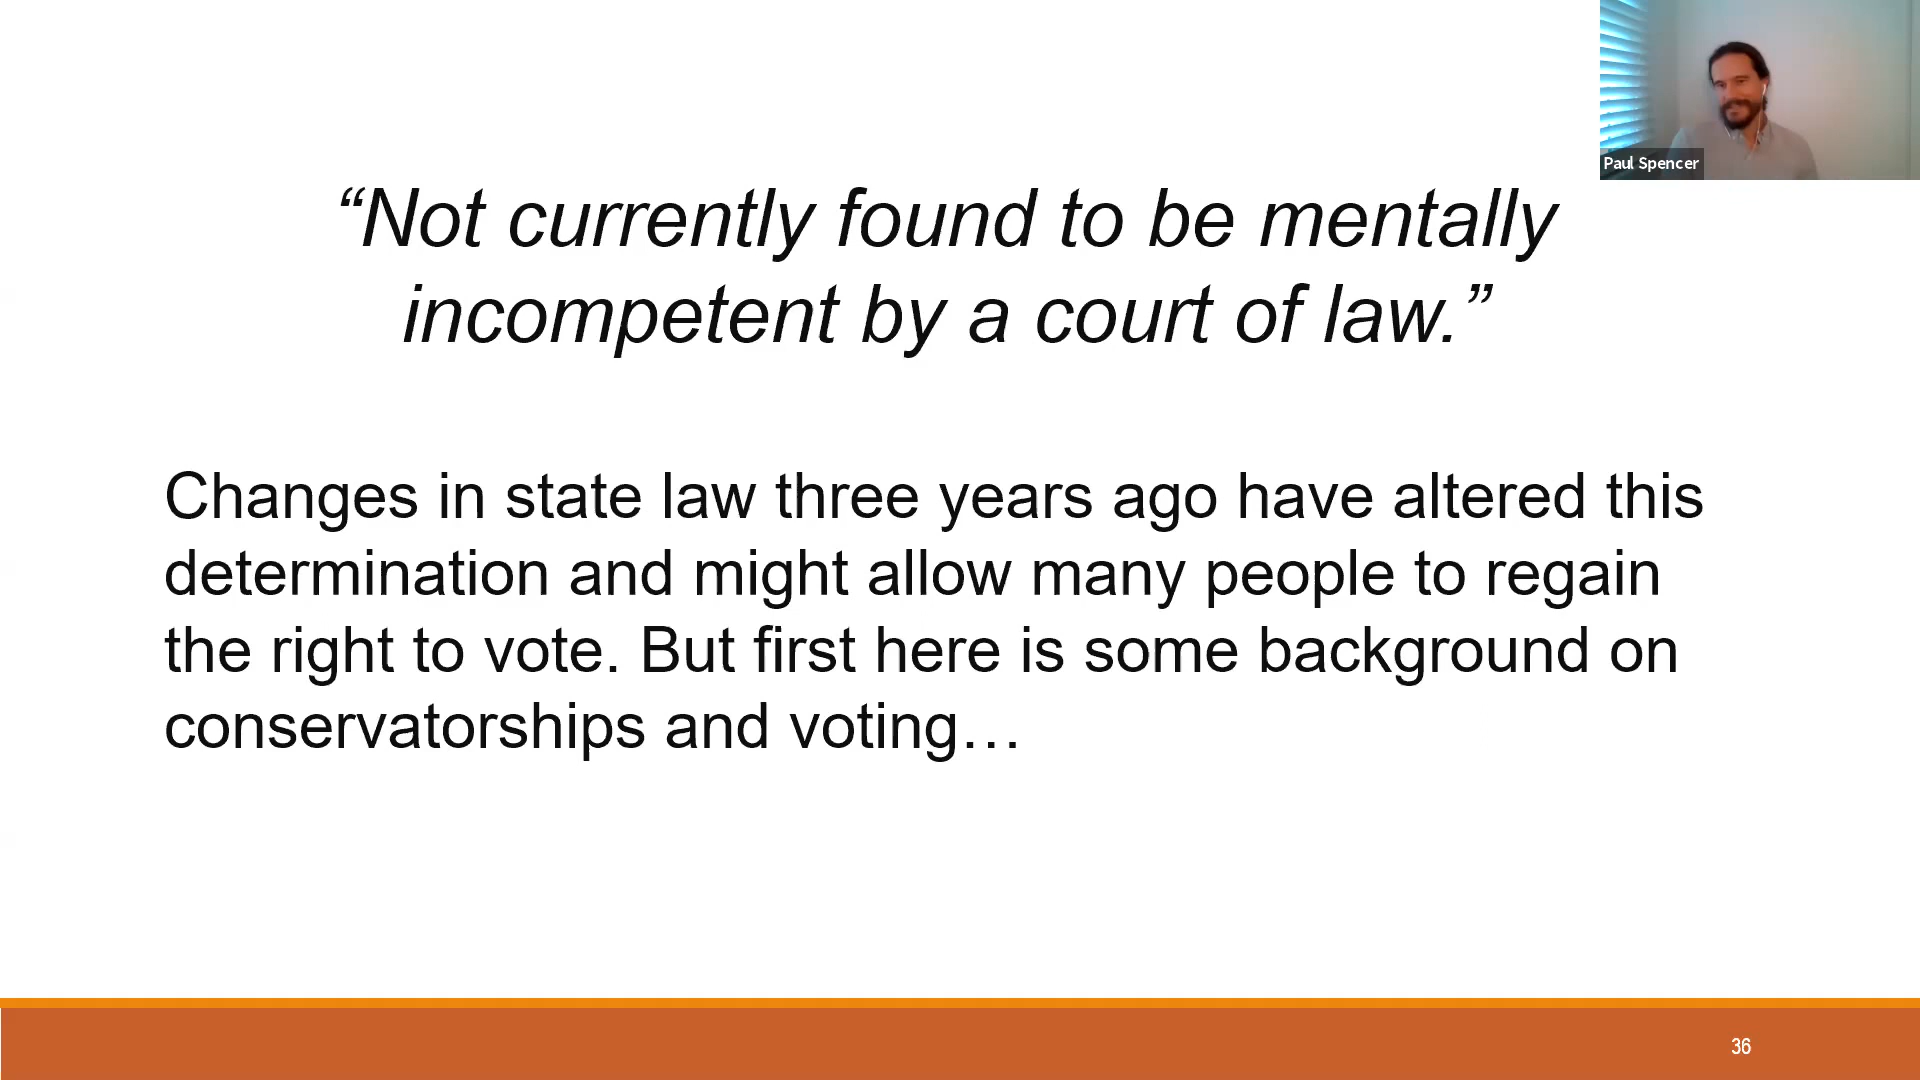 Paul Spencer
“Not currently found to be mentally
incompetent by a court of law.”
Changes in state law three years ago have altered this
determination and might allow many people to regain
the right to vote. But first here is some background on
conservatorships and voting…
36